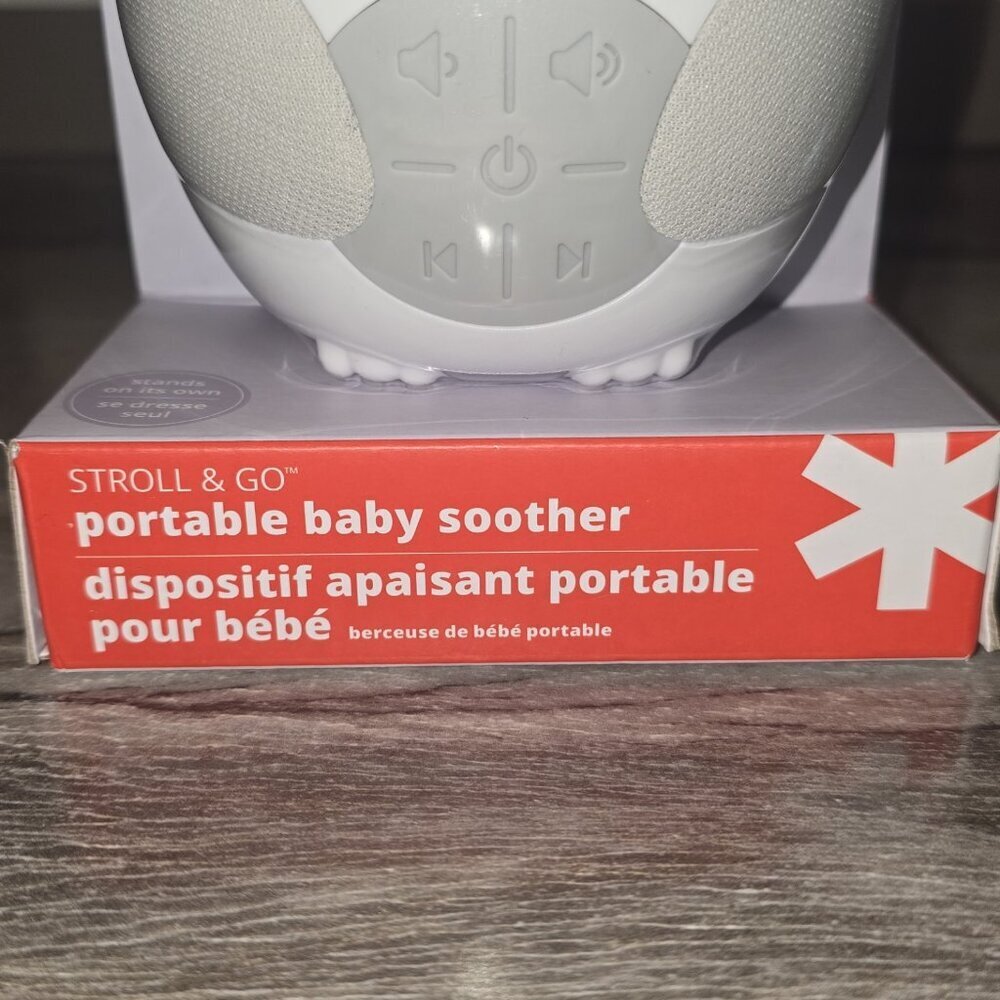 stands
on its own
se dresse
seul
STROLL & GO™
portable baby soother
dispositif apaisant portable
pour bébé berceuse de bébé portable